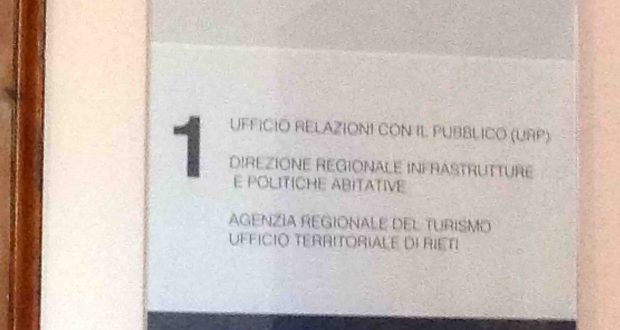 1
UFFICIO RELAZIONI CON IL PUBBLICO (URP)
DIREZIONE REGIONALE INFRASTRUTTURE
E POLITICHE ABITATIVE
AGENZIA REGIONALE DEL TURISMO
UFFICIO TERRITORIALE DI RIETI